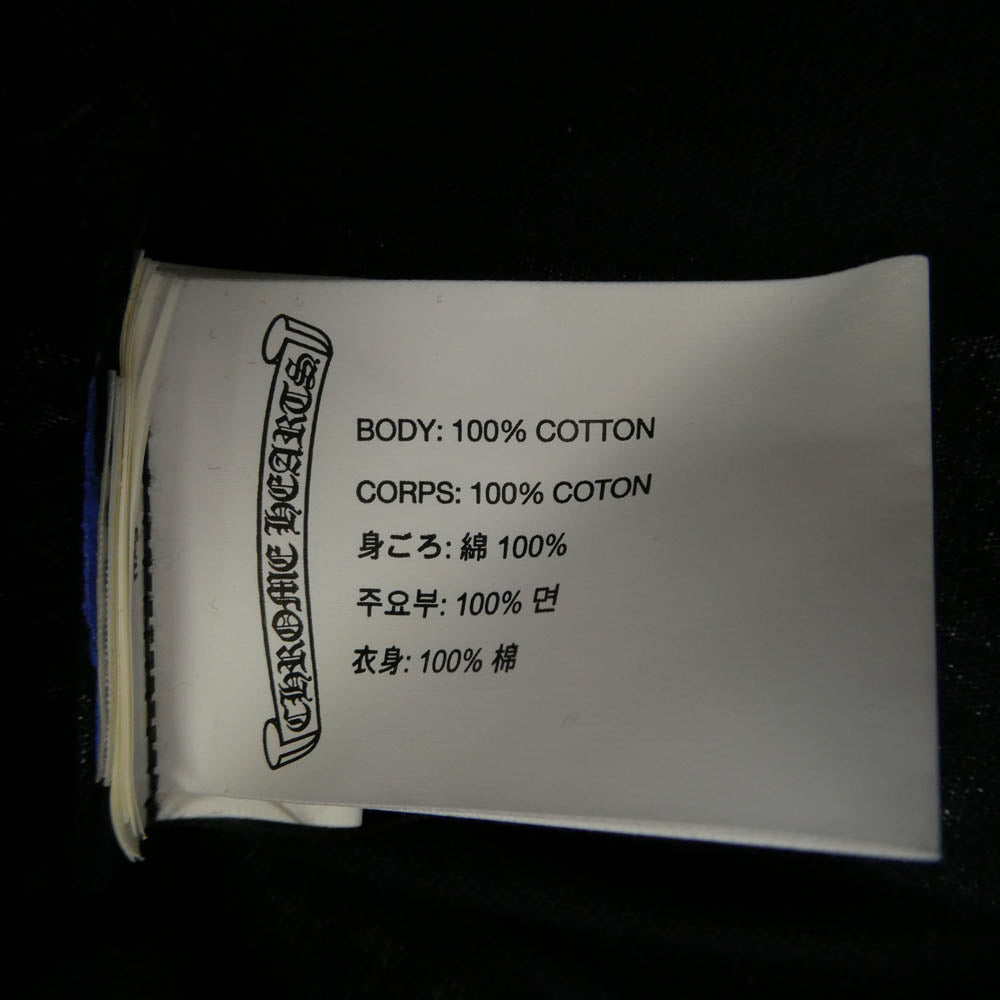 CHROME HEARTS
BODY: 100% COTTON
CORPS: 100% COTON
身ごろ: 綿 100%
주요부: 100% 면
衣身: 100% 棉